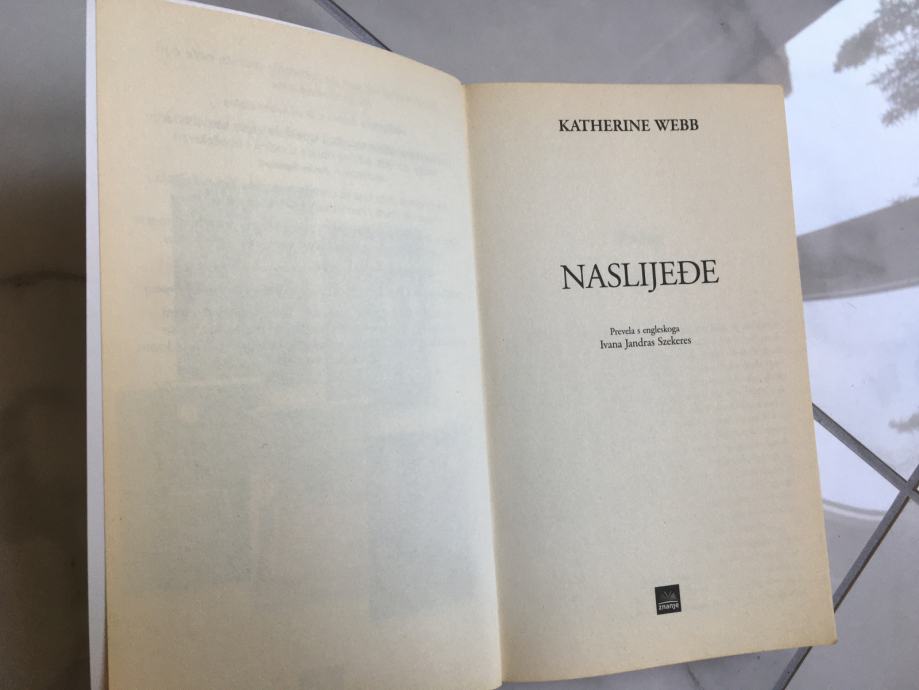 KATHERINE WEBB
NASLIJEĐE
Prevela s engleskoga
Ivana Jandras Szekeres
znanje